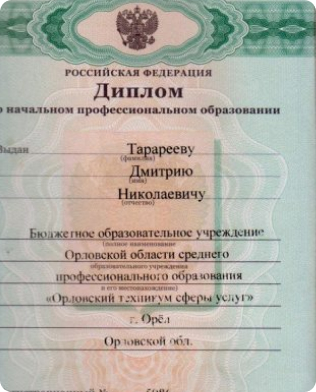 РОССИЙСКАЯ ФЕДЕРАЦИЯ
Диплом
о начальном профессиональном образовании
Выдан Тарарееву
(фамилия)
Дмитрию
(имя)
Николаевичу
(отчество)
Бюджетное образовательное учреждение
(полное наименование
Орловской области среднего
образовательного учреждения
профессионального образования
и его местонахождение)
«Орловский техникум сферы услуг»
г. Орёл
Орловской обл.